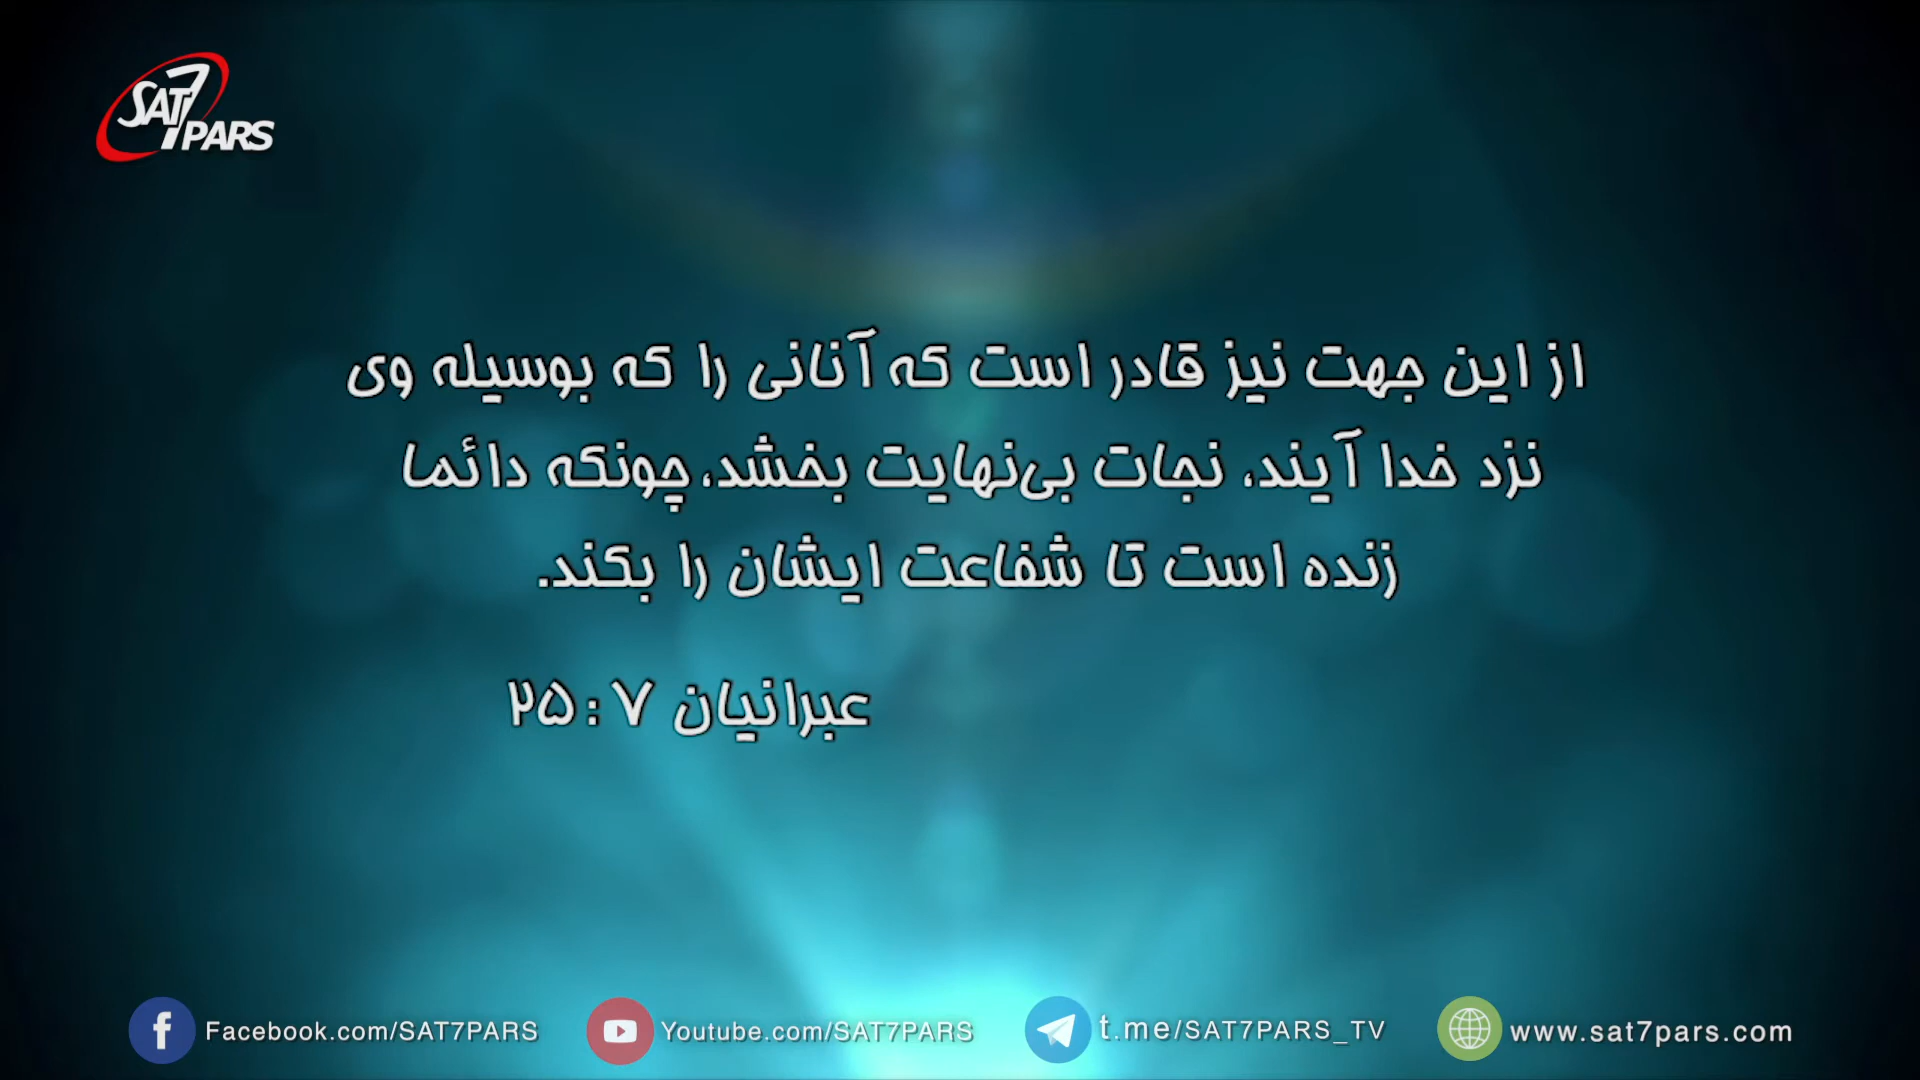 SAT7 PARS
از این جهت نیز قادر است که آنانی را که بوسیله وی
نزد خدا آیند، نجات بی‌نهایت بخشد، چونکه دائما
زنده است تا شفاعت ایشان را بکند.
عبرانیان ۷ : ۲۵
Facebook.com/SAT7PARS
Youtube.com/SAT7PARS
t.me/SAT7PARS_TV
www.sat7pars.com